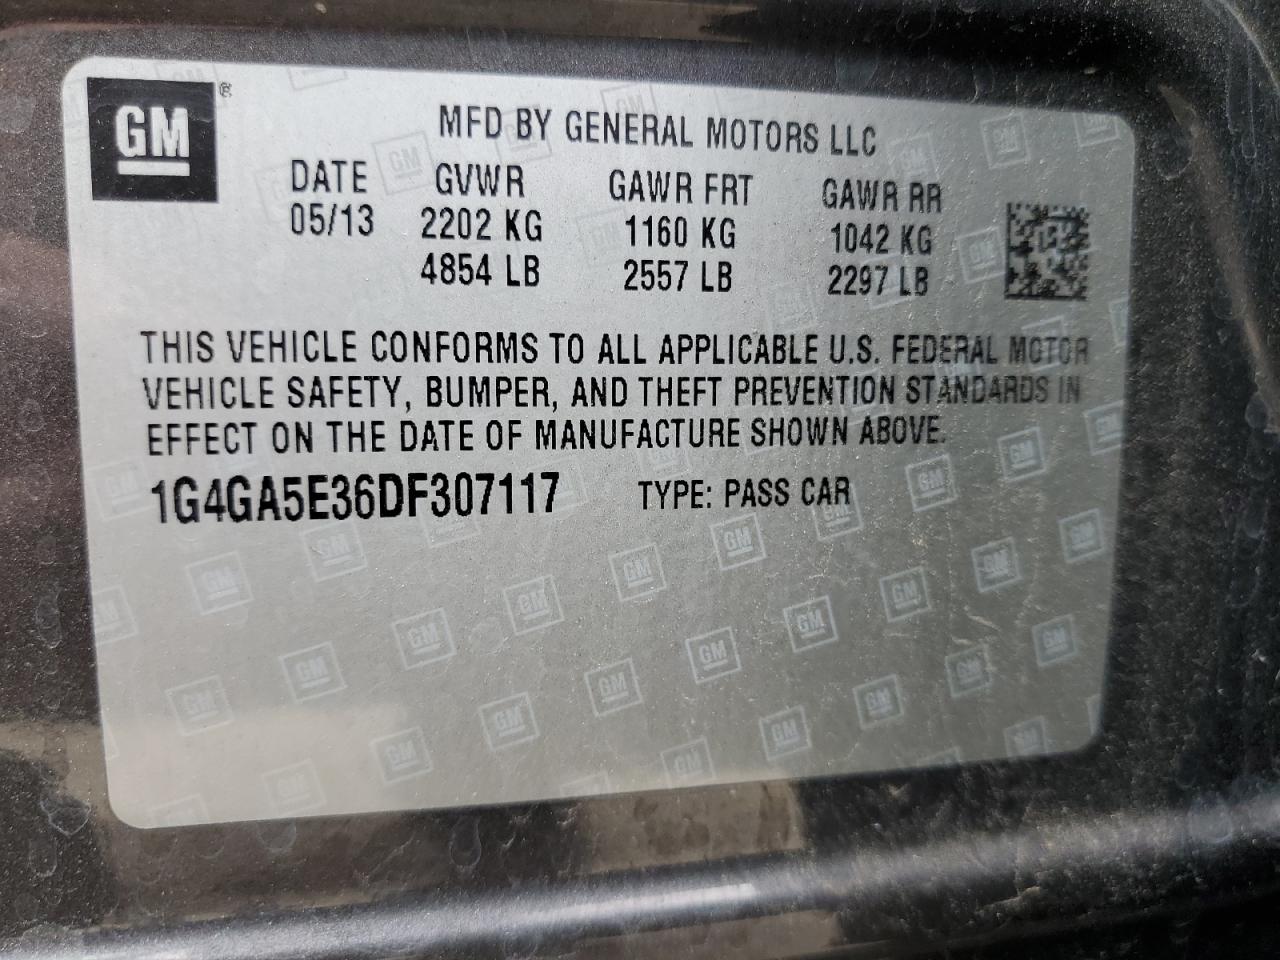 GM®
MFD BY GENERAL MOTORS LLC
DATE GVWR GAWR FRT GAWR RR
05/13 2202 KG 1160 KG 1042 KG
4854 LB 2557 LB 2297 LB
THIS VEHICLE CONFORMS TO ALL APPLICABLE U.S. FEDERAL MOTOR
VEHICLE SAFETY, BUMPER, AND THEFT PREVENTION STANDARDS IN
EFFECT ON THE DATE OF MANUFACTURE SHOWN ABOVE.
1G4GA5E36DF307117 TYPE: PASS CAR